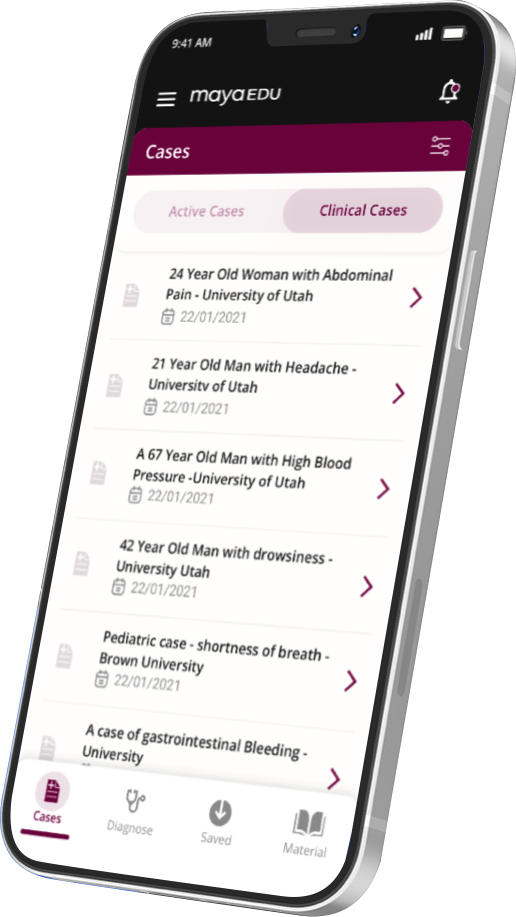 9:41 AM
mayaEDU
Cases
Active Cases
Clinical Cases
24 Year Old Woman with Abdominal
Pain - University of Utah
22/01/2021
21 Year Old Man with Headache -
University of Utah
22/01/2021
A 67 Year Old Man with High Blood
Pressure -University of Utah
22/01/2021
42 Year Old Man with drowsiness -
University Utah
22/01/2021
Pediatric case - shortness of breath -
Brown University
22/01/2021
A case of gastrointestinal Bleeding -
University
Cases
Diagnose
Saved
Material